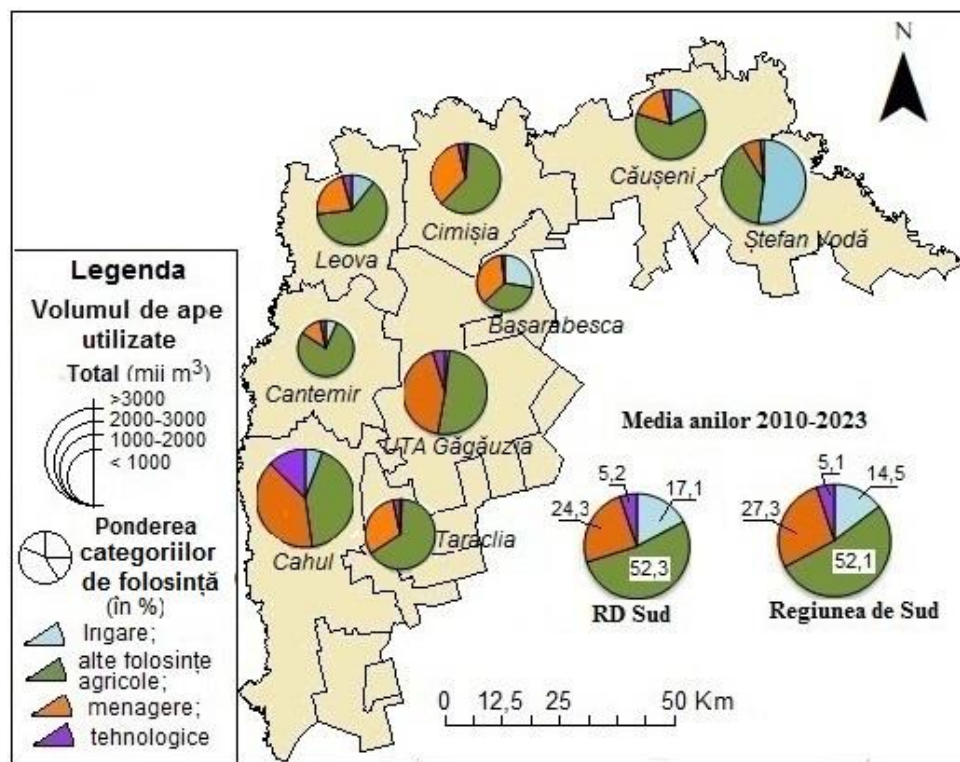 N
Căușeni
Ștefan Vodă
Cimișia
Leova
Basarabesca
Cantemir
UTA Găgăuzia
Cahul
Taraclia
Legenda
Volumul de ape
utilizate
Total (mii m³)
>3000
2000-3000
1000-2000
< 1000
Ponderea
categoriilor
de folosință
(în %)
Irigare;
alte folosințe
agricole;
menagere;
tehnologice
Media anilor 2010-2023
5,2
17,1
24,3
52,3
RD Sud
5,1
14,5
27,3
52,1
Regiunea de Sud
0 12,5 25 50 Km